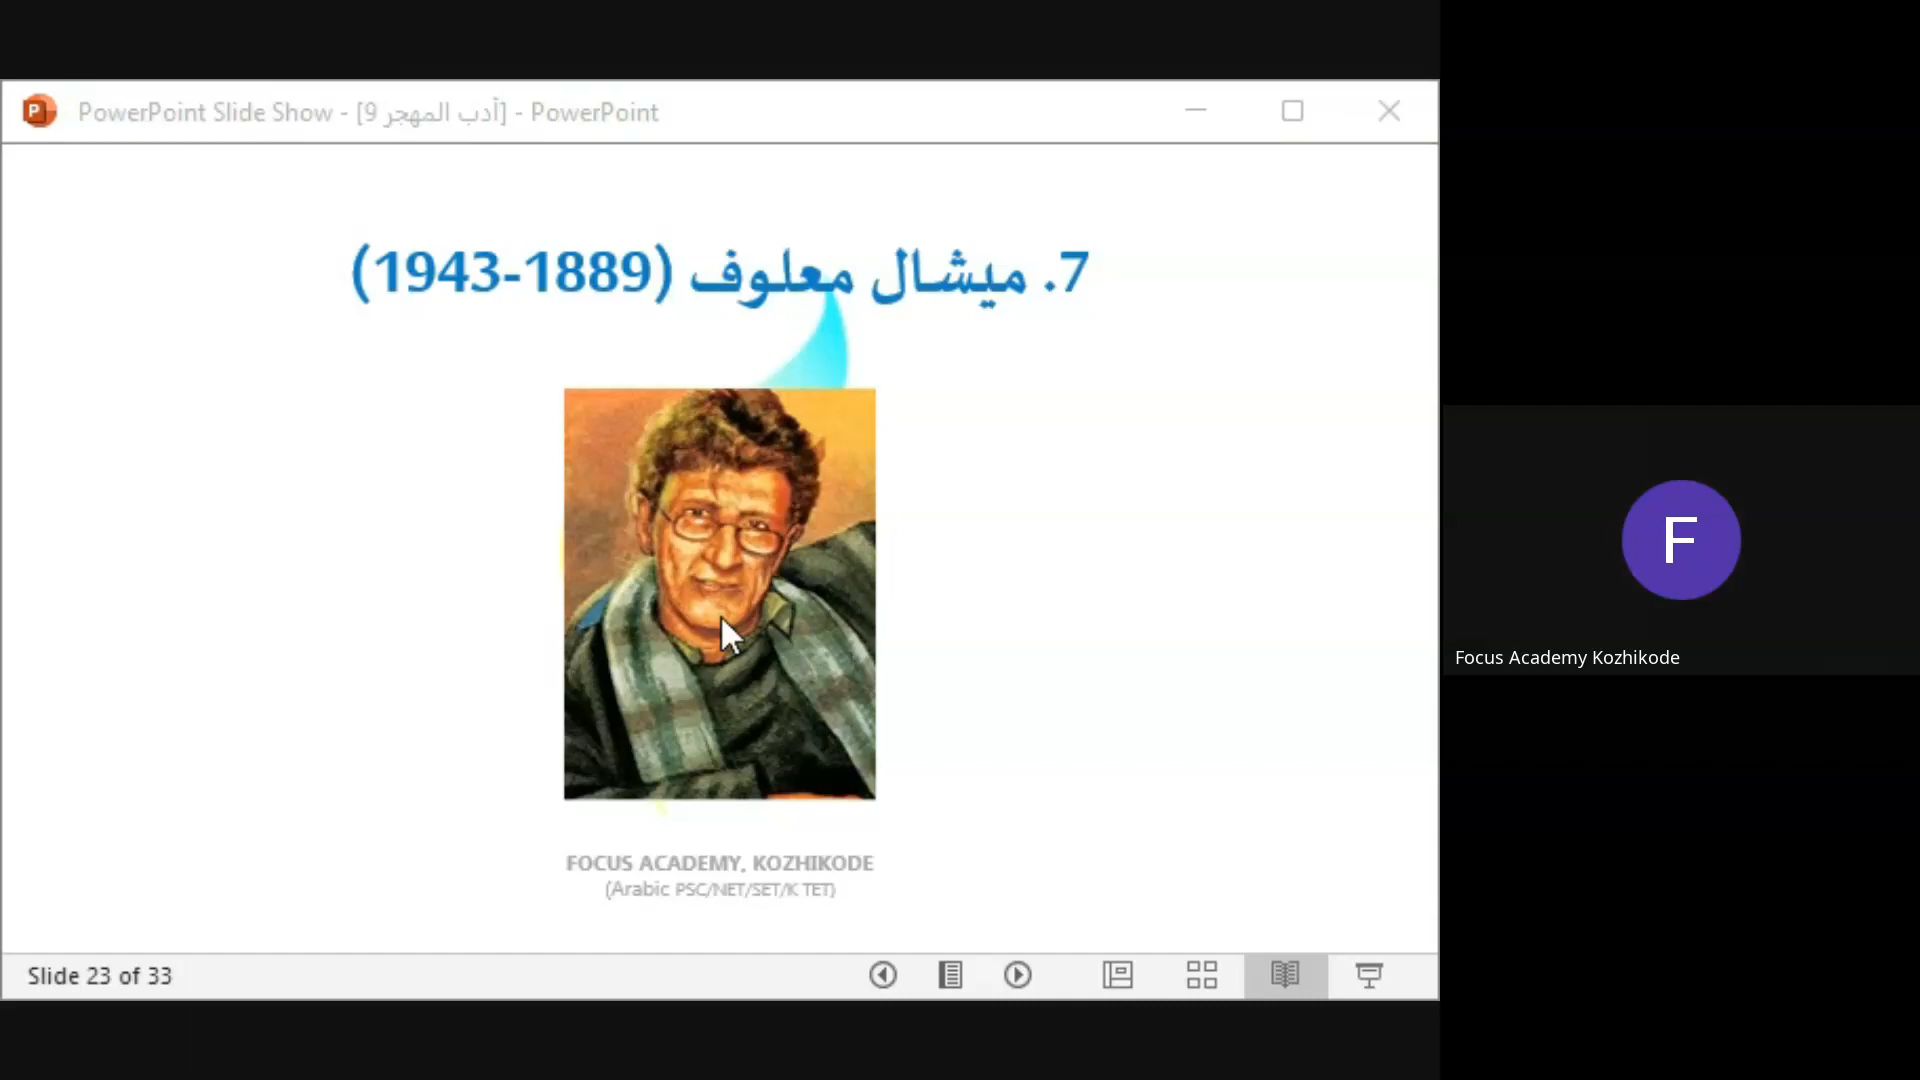 PowerPoint Slide Show - [أدب المهجر 9] - PowerPoint
7. ميشال معلوف (1889-1943)
FOCUS ACADEMY, KOZHIKODE
(Arabic PSC/NET/SET/K TET)
Slide 23 of 33
F
Focus Academy Kozhikode